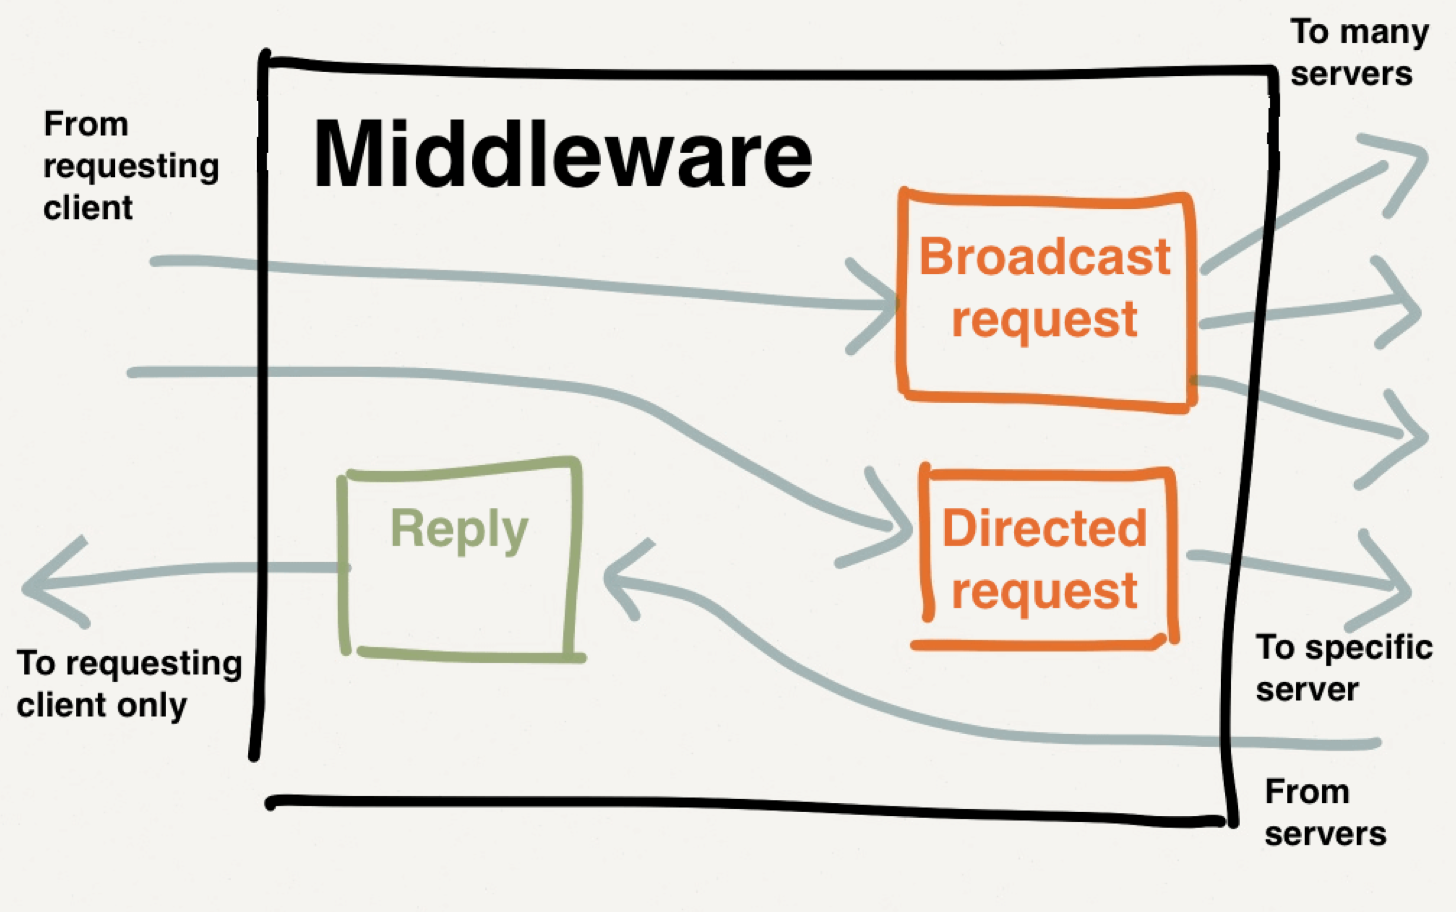 To many
servers
From
requesting
client
Middleware
Broadcast
request
Reply
Directed
request
To requesting
client only
To specific
server
From
servers